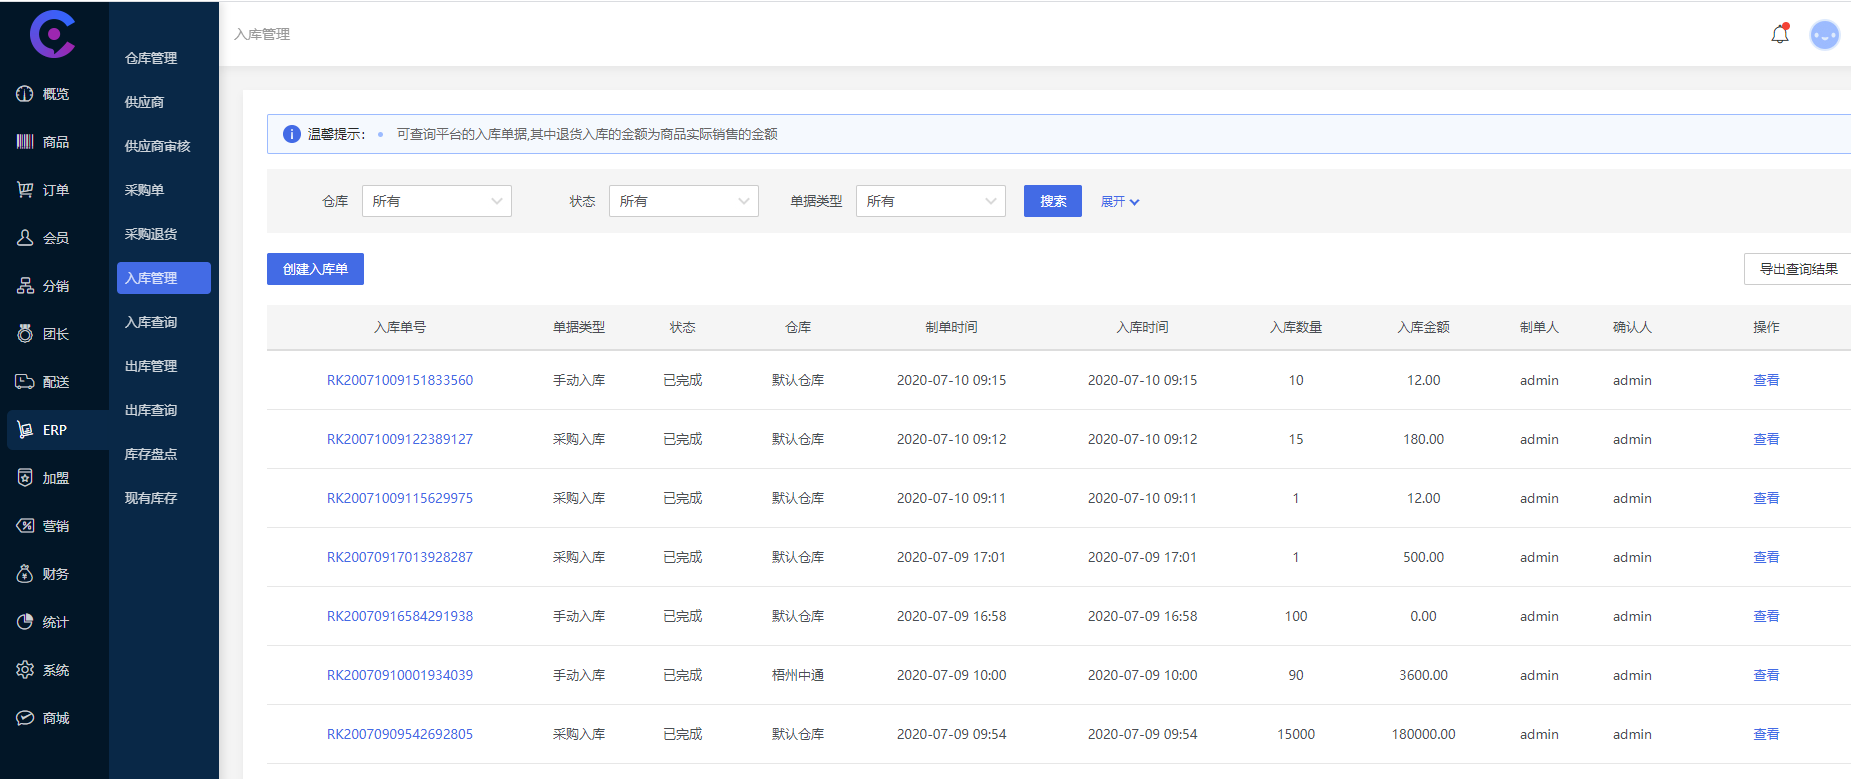 入库管理
概览
商品
订单
会员
分销
团长
配送
ERP
加盟
营销
财务
统计
系统
商城
仓库管理
供应商
供应商审核
采购单
采购退货
入库管理
入库查询
出库管理
出库查询
库存盘点
现有库存
温馨提示： 可查询平台的入库单据,其中退货入库的金额为商品实际销售的金额
仓库 所有 状态 所有 单据类型 所有 搜索 展开
创建入库单 导出查询结果
入库单号 单据类型 状态 仓库 制单时间 入库时间 入库数量 入库金额 制单人 确认人 操作
RK20071009151833560 手动入库 已完成 默认仓库 2020-07-10 09:15 2020-07-10 09:15 10 12.00 admin admin 查看
RK20071009122389127 采购入库 已完成 默认仓库 2020-07-10 09:12 2020-07-10 09:12 15 180.00 admin admin 查看
RK20071009115629975 采购入库 已完成 默认仓库 2020-07-10 09:11 2020-07-10 09:11 1 12.00 admin admin 查看
RK20070917013928287 采购入库 已完成 默认仓库 2020-07-09 17:01 2020-07-09 17:01 1 500.00 admin admin 查看
RK20070916584291938 手动入库 已完成 默认仓库 2020-07-09 16:58 2020-07-09 16:58 100 0.00 admin admin 查看
RK20070910001934039 手动入库 已完成 梧州中通 2020-07-09 10:00 2020-07-09 10:00 90 3600.00 admin admin 查看
RK20070909542692805 采购入库 已完成 默认仓库 2020-07-09 09:54 2020-07-09 09:54 15000 180000.00 admin admin 查看